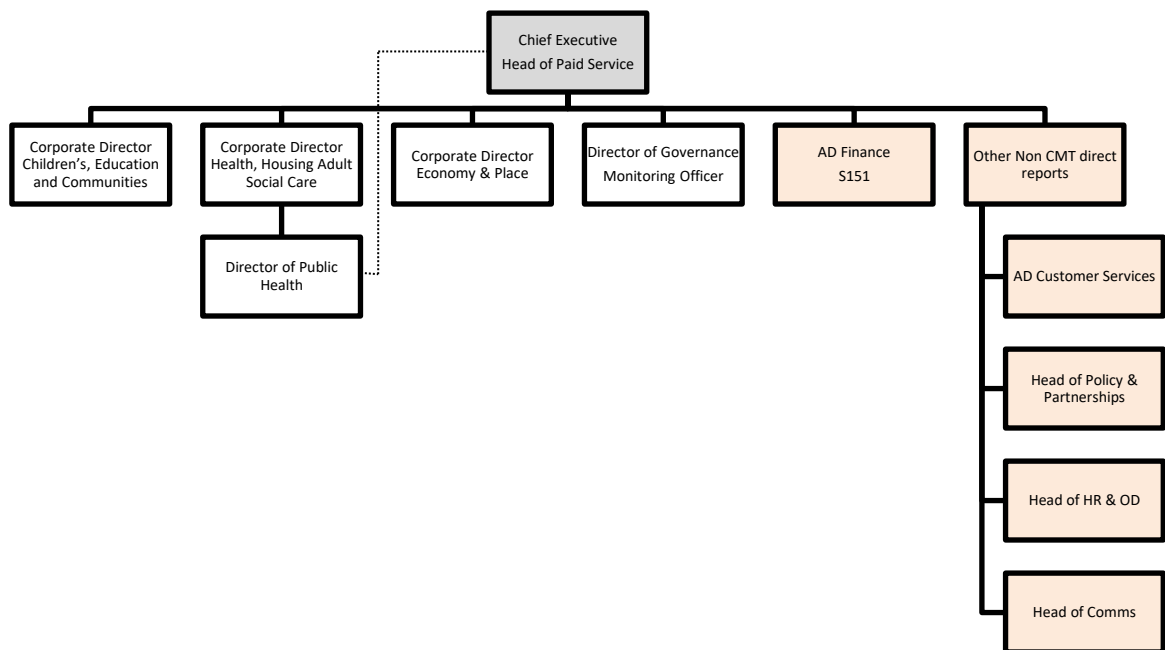 Chief Executive
Head of Paid Service
Corporate Director
Children's, Education
and Communities
Corporate Director
Health, Housing Adult
Social Care
Corporate Director
Economy & Place
Director of Governance
Monitoring Officer
AD Finance
S151
Other Non CMT direct
reports
Director of Public
Health
AD Customer Services
Head of Policy &
Partnerships
Head of HR & OD
Head of Comms